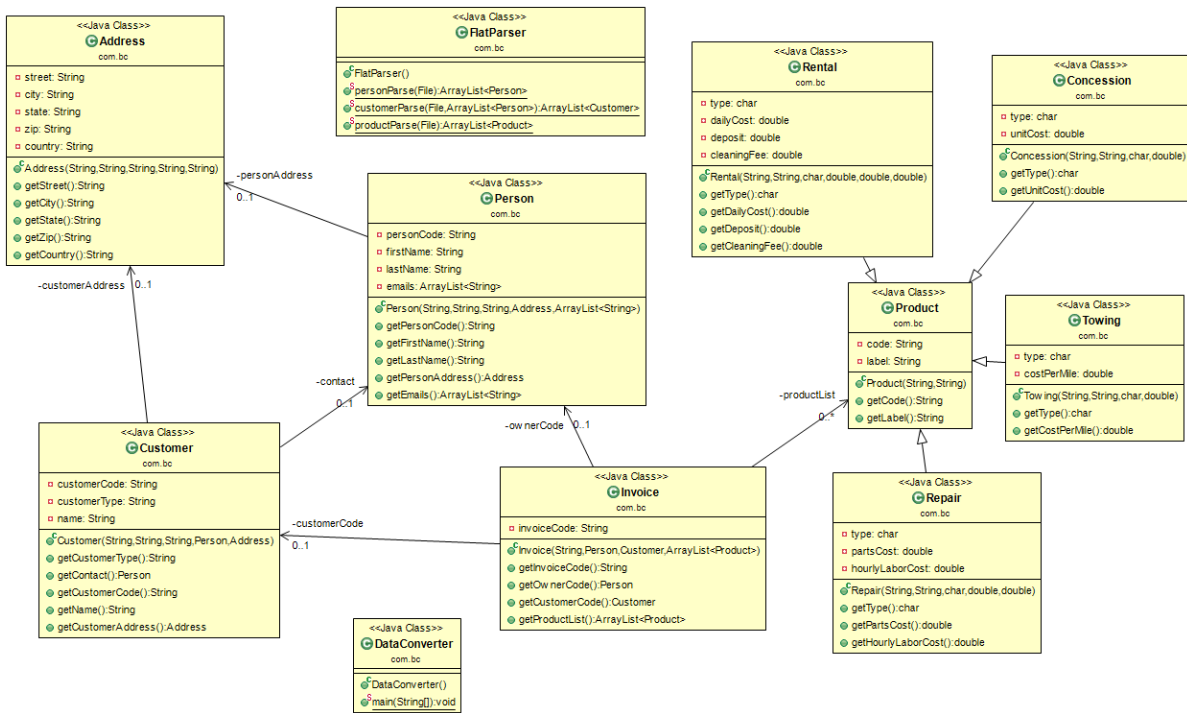 <<Java Class>>
Address
com.bc
street: String
city: String
state: String
zip: String
country: String
Address(String,String,String,String,String)
getStreet():String
getCity():String
getState():String
getZip():String
getCountry():String
<<Java Class>>
FlatParser
com.bc
FlatParser()
personParse(File):ArrayList<Person>
customerParse(File,ArrayList<Person>):ArrayList<Customer>
productParse(File):ArrayList<Product>
<<Java Class>>
Rental
com.bc
type: char
dailyCost: double
deposit: double
cleaningFee: double
Rental(String,String,char,double,double,double)
getType():char
getDailyCost():double
getDeposit():double
getCleaningFee():double
<<Java Class>>
Concession
com.bc
type: char
unitCost: double
Concession(String,String,char,double)
getType():char
getUnitCost():double
-personAddress
0..1
<<Java Class>>
Person
com.bc
personCode: String
firstName: String
lastName: String
emails: ArrayList<String>
Person(String,String,String,Address,ArrayList<String>)
getPersonCode():String
getFirstName():String
getLastName():String
getPersonAddress():Address
getEmails():ArrayList<String>
-customerAddress
0..1
-contact
0..1
<<Java Class>>
Product
com.bc
code: String
label: String
Product(String,String)
getCode():String
getLabel():String
<<Java Class>>
Towing
com.bc
type: char
costPerMile: double
Towing(String,String,char,double)
getType():char
getCostPerMile():double
-productList
0..*
-ownerCode
0..1
<<Java Class>>
Customer
com.bc
customerCode: String
customerType: String
name: String
Customer(String,String,String,Person,Address)
getCustomerType():String
getContact():Person
getCustomerCode():String
getName():String
getCustomerAddress():Address
-customerCode
0..1
<<Java Class>>
Invoice
com.bc
invoiceCode: String
Invoice(String,Person,Customer,ArrayList<Product>)
getInvoiceCode():String
getOwnerCode():Person
getCustomerCode():Customer
getProductList():ArrayList<Product>
<<Java Class>>
Repair
com.bc
type: char
partsCost: double
hourlyLaborCost: double
Repair(String,String,char,double,double)
getType():char
getPartsCost():double
getHourlyLaborCost():double
<<Java Class>>
DataConverter
com.bc
DataConverter()
main(String[]):void